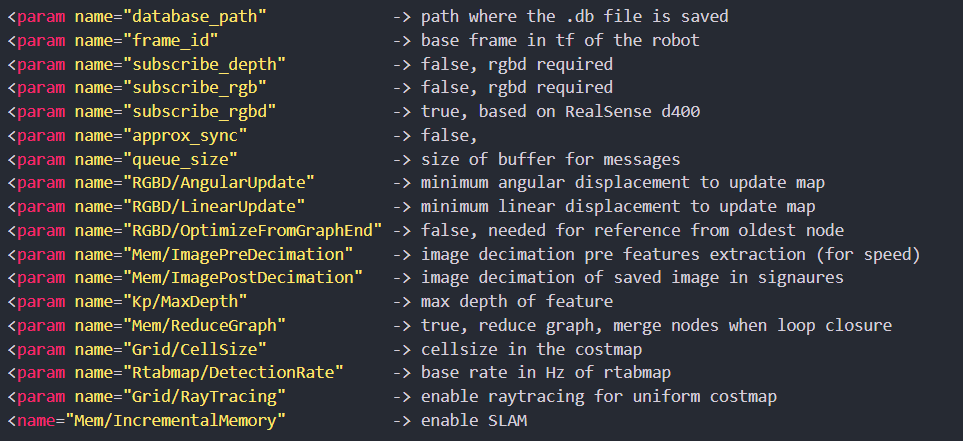 <param name="database_path" -> path where the .db file is saved
<param name="frame_id" -> base frame in tf of the robot
<param name="subscribe_depth" -> false, rgbd required
<param name="subscribe_rgb" -> false, rgbd required
<param name="subscribe_rgbd" -> true, based on RealSense d400
<param name="approx_sync" -> false,
<param name="queue_size" -> size of buffer for messages
<param name="RGBD/AngularUpdate" -> minimum angular displacement to update map
<param name="RGBD/LinearUpdate" -> minimum linear displacement to update map
<param name="RGBD/OptimizeFromGraphEnd" -> false, needed for reference from oldest node
<param name="Mem/ImagePreDecimation" -> image decimation pre features extraction (for speed)
<param name="Mem/ImagePostDecimation" -> image decimation of saved image in signaures
<param name="Kp/MaxDepth" -> max depth of feature
<param name="Mem/ReduceGraph" -> true, reduce graph, merge nodes when loop closure
<param name="Grid/CellSize" -> cellsize in the costmap
<param name="Rtabmap/DetectionRate" -> base rate in Hz of rtabmap
<param name="Grid/RayTracing" -> enable raytracing for uniform costmap
<name="Mem/IncrementalMemory" -> enable SLAM